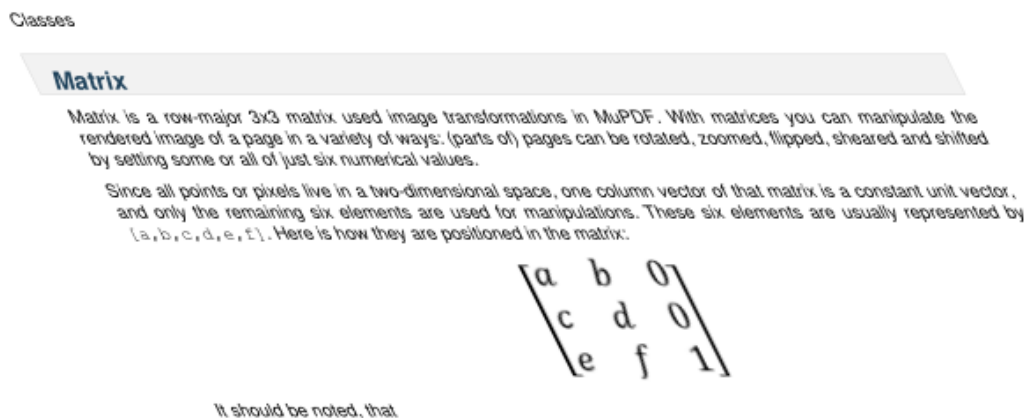 Classes
Matrix
Matrix is a row-major 3x3 matrix used image transformations in MuPDF. With matrices you can manipulate the
rendered image of a page in a variety of ways: (parts of) pages can be rotated, zoomed, flipped, sheared and shifted
by setting some or all of just six numerical values.
Since all points or pixels live in a two-dimensional space, one column vector of that matrix is a constant unit vector,
and only the remaining six elements are used for manipulations. These six elements are usually represented by
[a,b,c,d,e,f]. Here is how they are positioned in the matrix:
a b 0
c d 0
e f 1
It should be noted, that